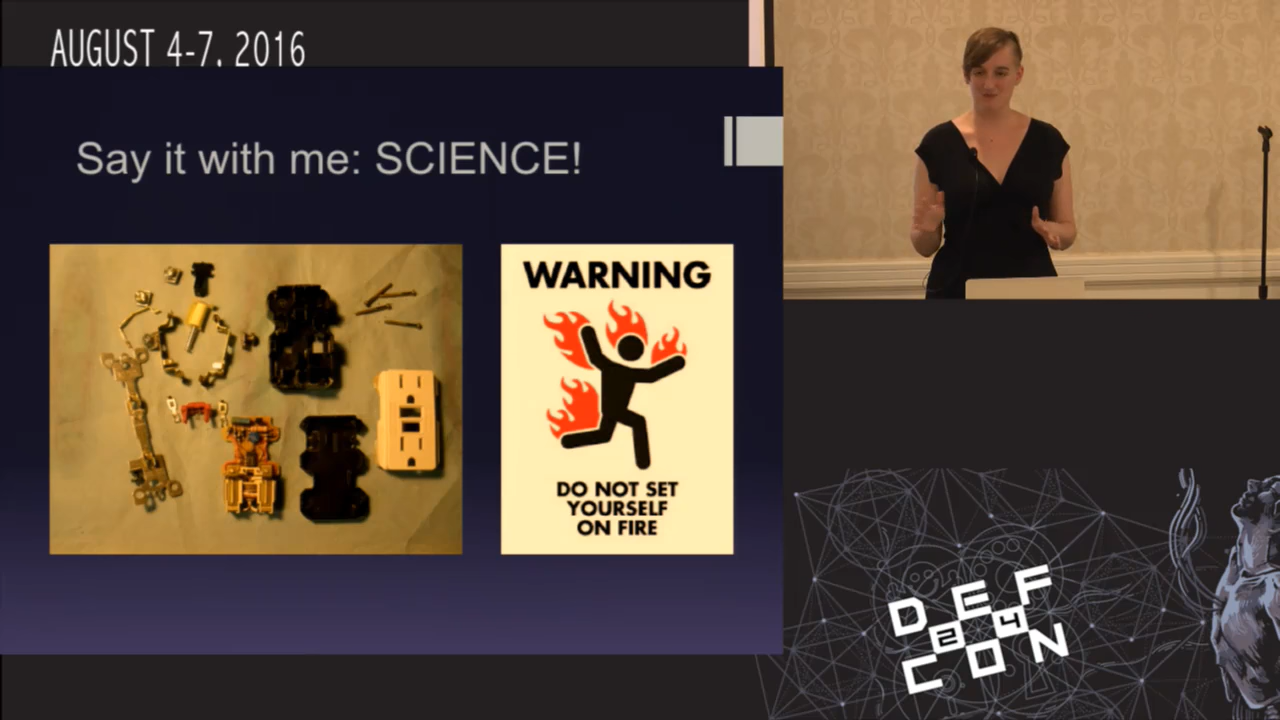 AUGUST 4-7, 2016
Say it with me: SCIENCE!
WARNING
DO NOT SET
YOURSELF
ON FIRE
DEF
24
CON